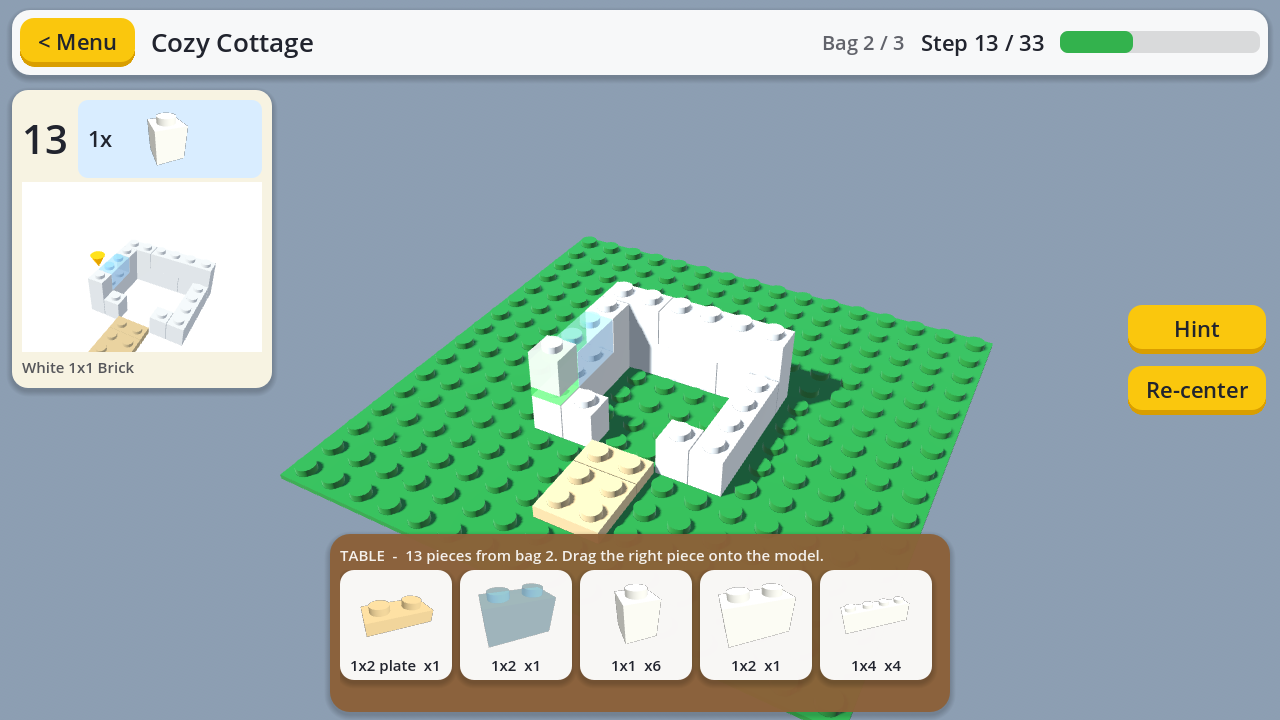 < Menu
Cozy Cottage
Bag 2 / 3
Step 13 / 33
13
1x
White 1x1 Brick
Hint
Re-center
TABLE - 13 pieces from bag 2. Drag the right piece onto the model.
1x2 plate x1
1x2 x1
1x1 x6
1x2 x1
1x4 x4